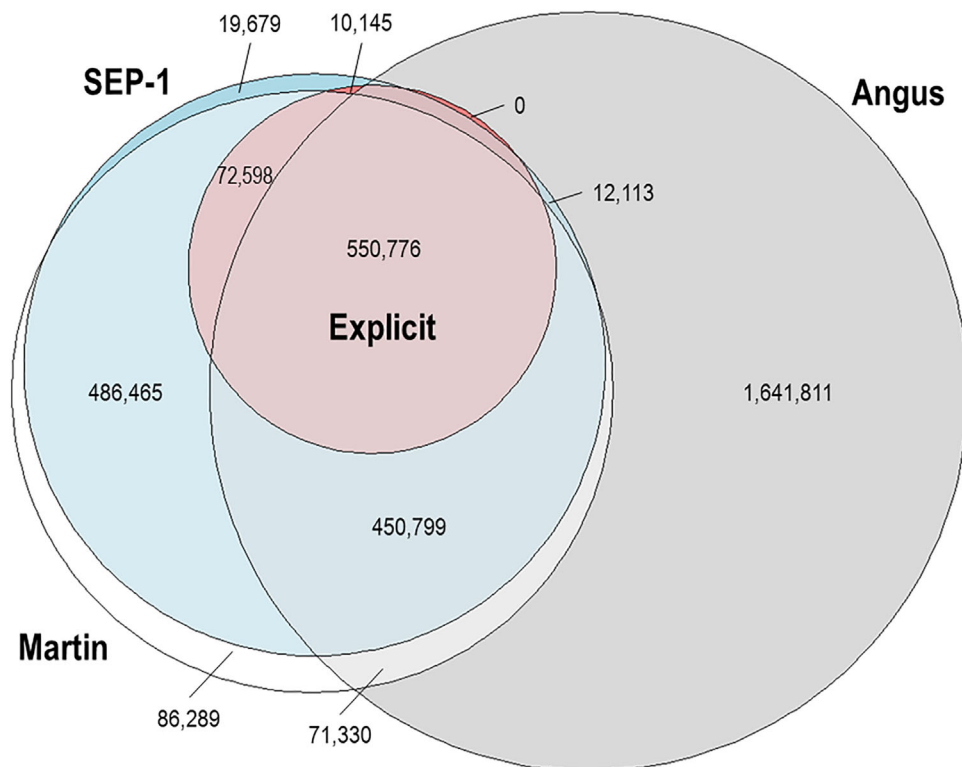 19,679
10,145
SEP-1
Angus
0
72,598
12,113
550,776
Explicit
486,465
1,641,811
450,799
Martin
86,289
71,330